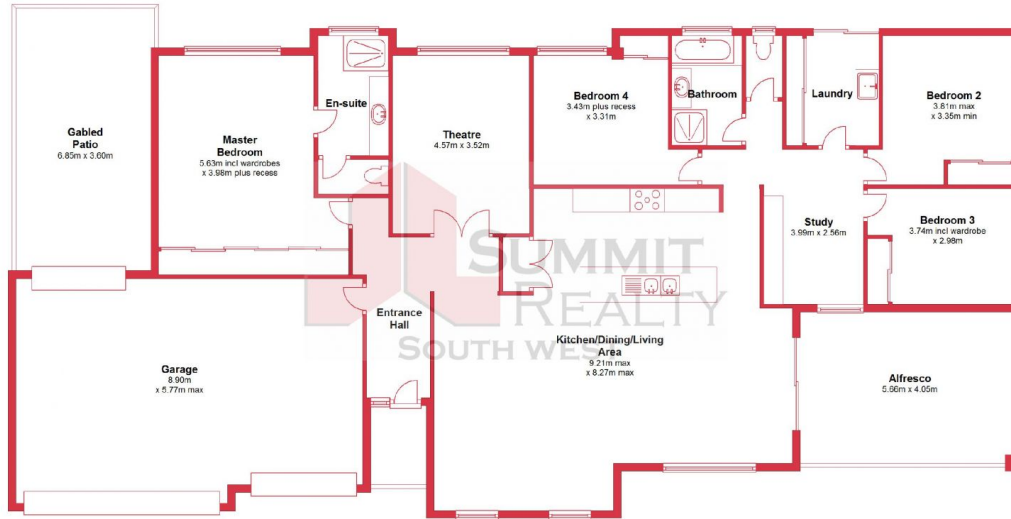 Gabled
Patio
6.85m x 3.60m
Master
Bedroom
5.63m incl wardrobes
x 3.98m plus recess
En-suite
Theatre
4.57m x 3.52m
Bedroom 4
3.43m plus recess
x 3.31m
Bathroom
Laundry
Bedroom 2
3.81m max
x 3.35m min
Study
3.99m x 2.56m
Bedroom 3
3.74m incl wardrobe
x 2.98m
SUMMIT
REALTY
SOUTH WEST
Entrance
Hall
Kitchen/Dining/Living
Area
9.21m max
x 8.27m max
Garage
8.90m
x 5.77m max
Alfresco
5.66m x 4.05m